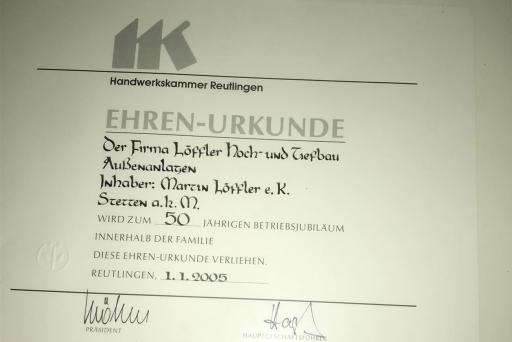 HK
Handwerkskammer Reutlingen
EHREN-URKUNDE
Der Firma Löffler Hoch- und Tiefbau
Außenanlagen
Inhaber: Martin Löffler e.K.
Stetten a.k.M.
WIRD ZUM 50 JÄHRIGEN BETRIEBSJUBILÄUM
INNERHALB DER FAMILIE
DIESE EHREN-URKUNDE VERLIEHEN.
REUTLINGEN, 1.1.2005
PRÄSIDENT
HAUPTGESCHÄFTSFÜHRER